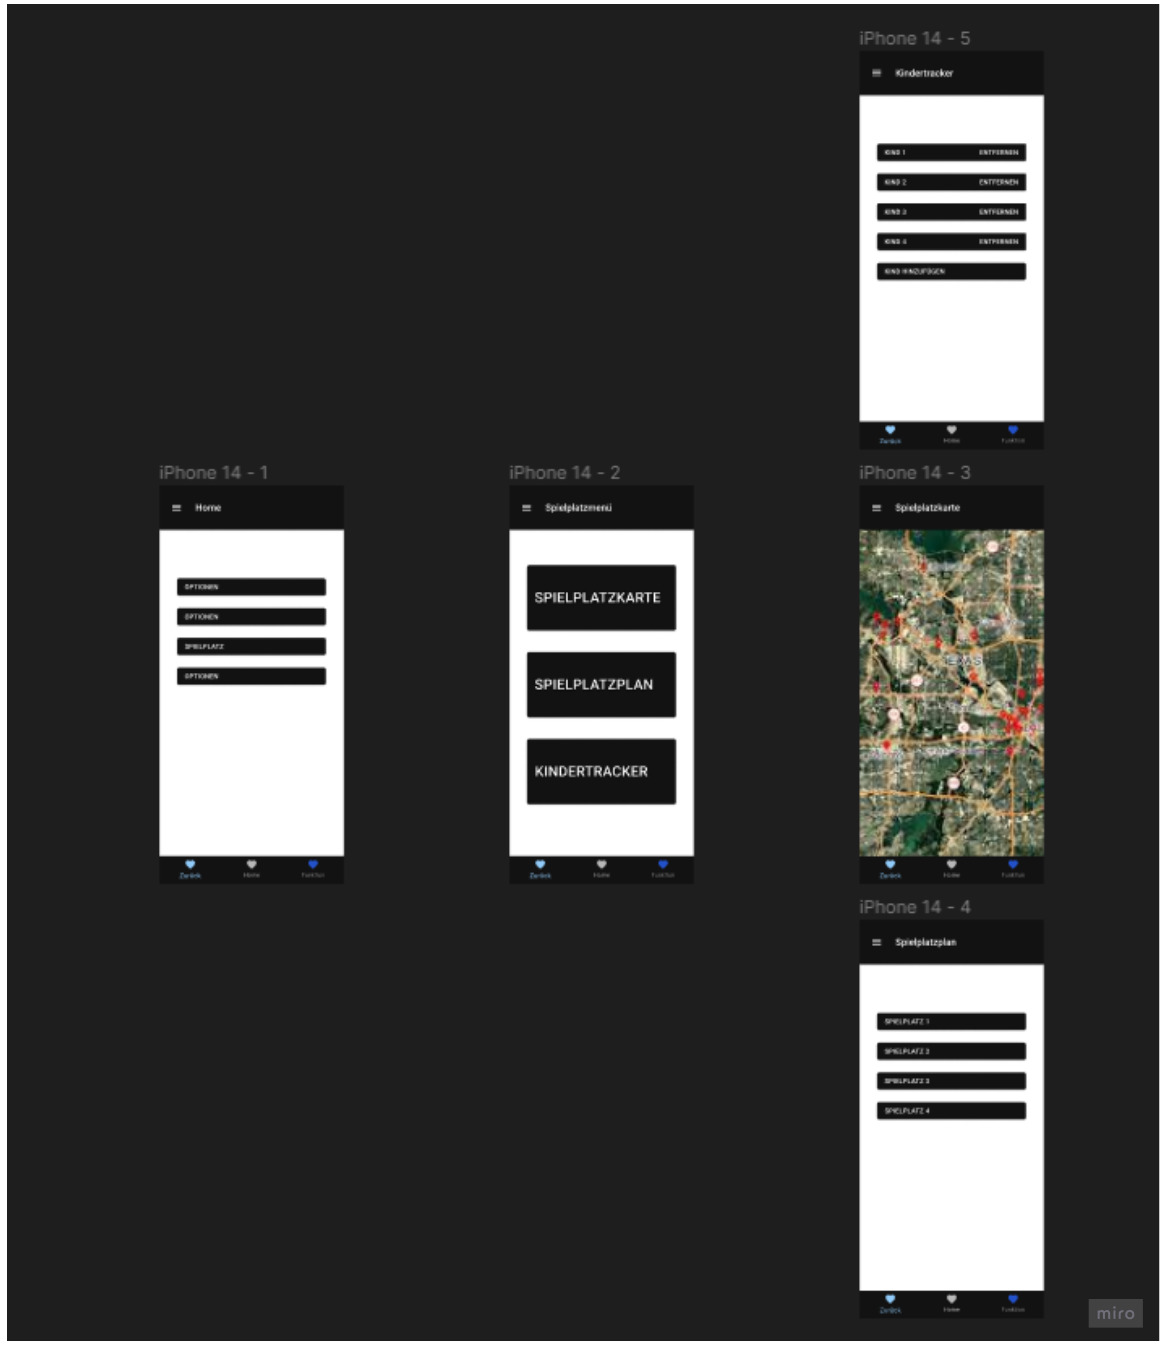 iPhone 14 - 5
Kindertracker
KIND 1 ENTFERNEN
KIND 2 ENTFERNEN
KIND 3 ENTFERNEN
KIND 4 ENTFERNEN
KIND HINZUFÜGEN
Zurück Home Funktion
iPhone 14 - 1
Home
OPTIONEN
OPTIONEN
SPIELPLATZ
OPTIONEN
Zurück Home Funktion
iPhone 14 - 2
Spielplatzmenü
SPIELPLATZKARTE
SPIELPLATZPLAN
KINDERTRACKER
Zurück Home Funktion
iPhone 14 - 3
Spielplatzkarte
TEXAS
Zurück Home Funktion
iPhone 14 - 4
Spielplatzplan
SPIELPLATZ 1
SPIELPLATZ 2
SPIELPLATZ 3
SPIELPLATZ 4
Zurück Home Funktion
miro